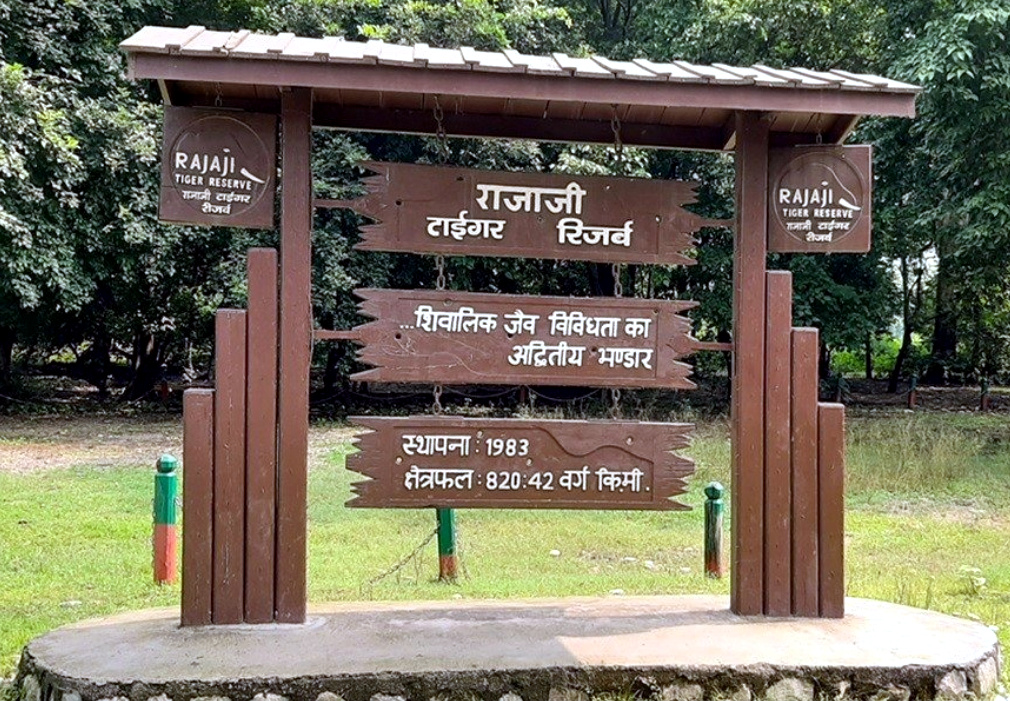 RAJAJI
TIGER RESERVE
राजाजी टाईगर
रीजर्व
राजाजी
टाईगर रिजर्व
...शिवालिक जैव विविधता का
अद्वितीय भण्डार
स्थापना : 1983
क्षेत्रफल : 820:42 वर्ग कि.मी.
RAJAJI
TIGER RESERVE
राजाजी टाईगर
रीजर्व